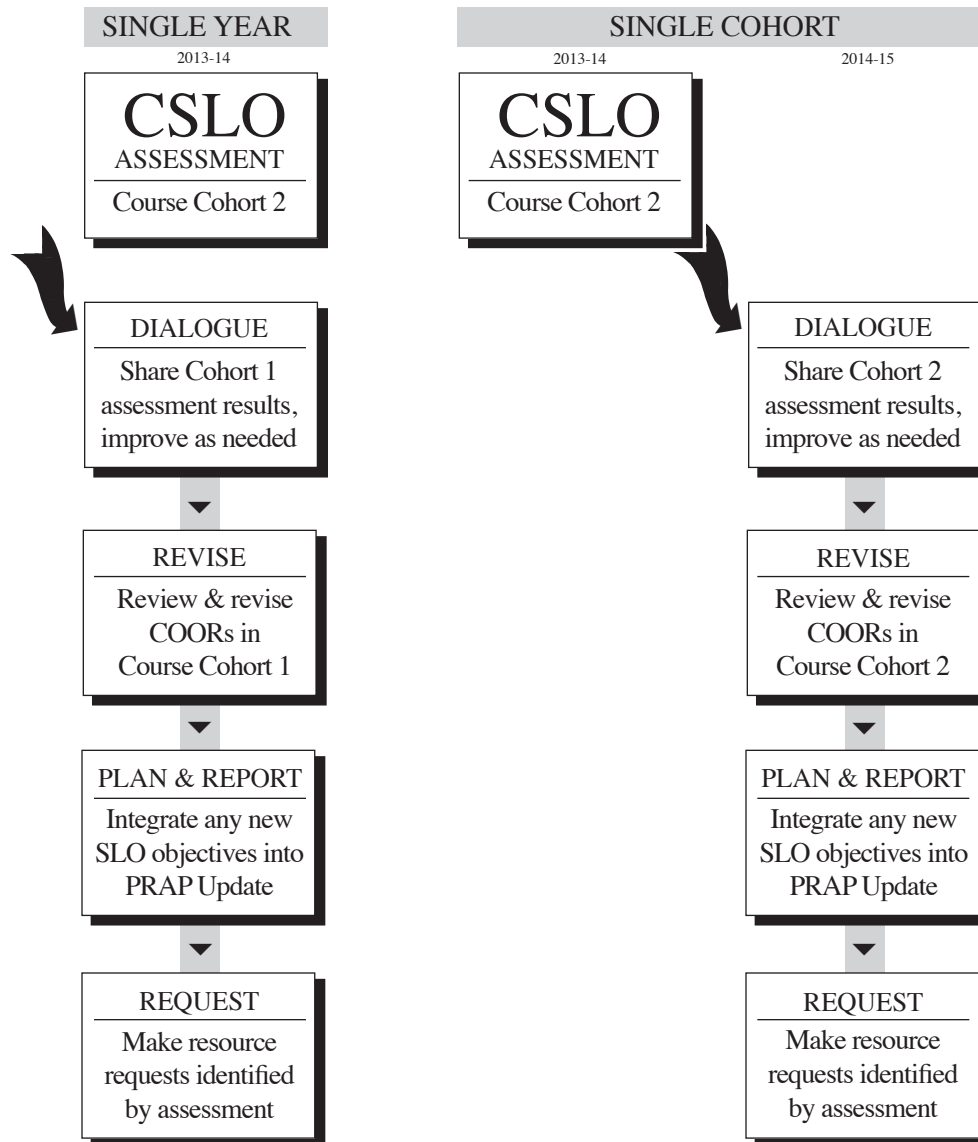 SINGLE YEAR
2013-14
CSLO
ASSESSMENT
Course Cohort 2
DIALOGUE
Share Cohort 1
assessment results,
improve as needed
REVISE
Review & revise
COORs in
Course Cohort 1
PLAN & REPORT
Integrate any new
SLO objectives into
PRAP Update
REQUEST
Make resource
requests identified
by assessment
SINGLE COHORT
2013-14
2014-15
CSLO
ASSESSMENT
Course Cohort 2
DIALOGUE
Share Cohort 2
assessment results,
improve as needed
REVISE
Review & revise
COORs in
Course Cohort 2
PLAN & REPORT
Integrate any new
SLO objectives into
PRAP Update
REQUEST
Make resource
requests identified
by assessment